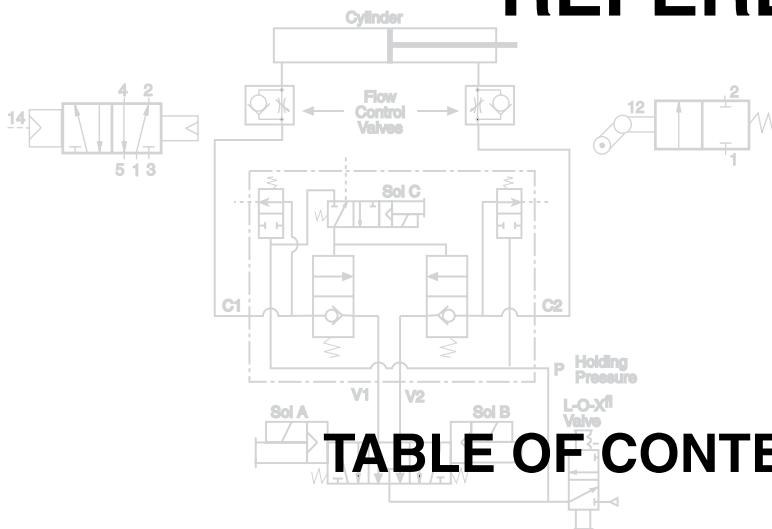 REFERE
Cylinder
4 2
14
5 1 3
Flow
Control
Valves
2
12
1
Sol C
C1
C2
P
Holding
Pressure
V1
V2
L-O-Xfl
Valve
Sol A
Sol B
TABLE OF CONTE